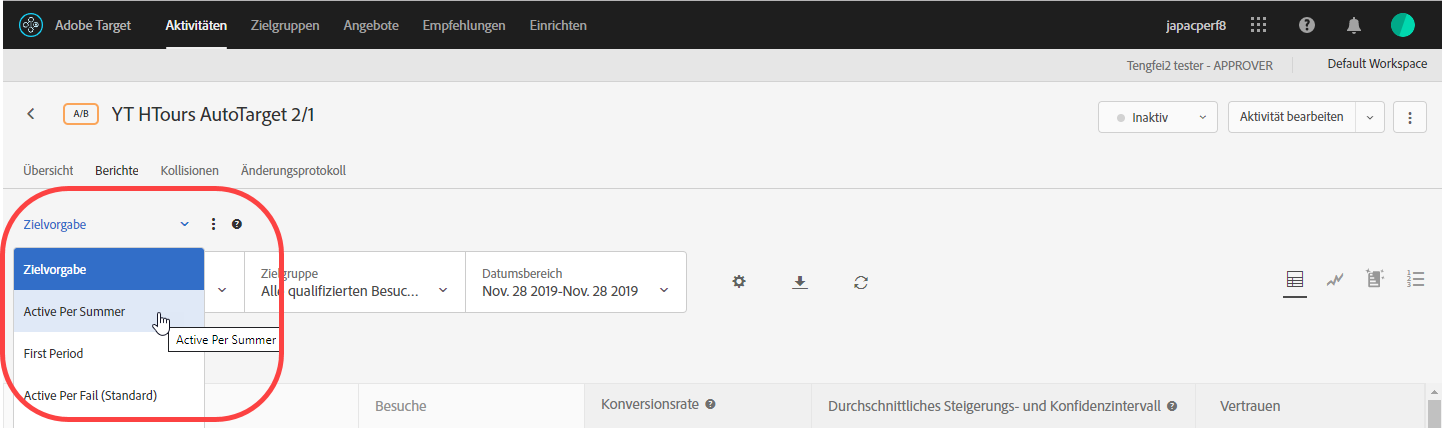 Adobe Target Aktivitäten Zielgruppen Angebote Empfehlungen Einrichten japacperf8
Tengfei2 tester - APPROVER Default Workspace
A/B YT HTours AutoTarget 2/1 Inaktiv Aktivität bearbeiten
Übersicht Berichte Kollisionen Änderungsprotokoll
Zielvorgabe
Zielvorgabe
Zielgruppe Datumsbereich
Alle qualifizierten Besuc... Nov. 28 2019-Nov. 28 2019
Active Per Summer
Active Per Summer
First Period
Active Per Fail (Standard)
Besuche Konversionsrate Durchschnittliches Steigerungs- und Konfidenzintervall Vertrauen